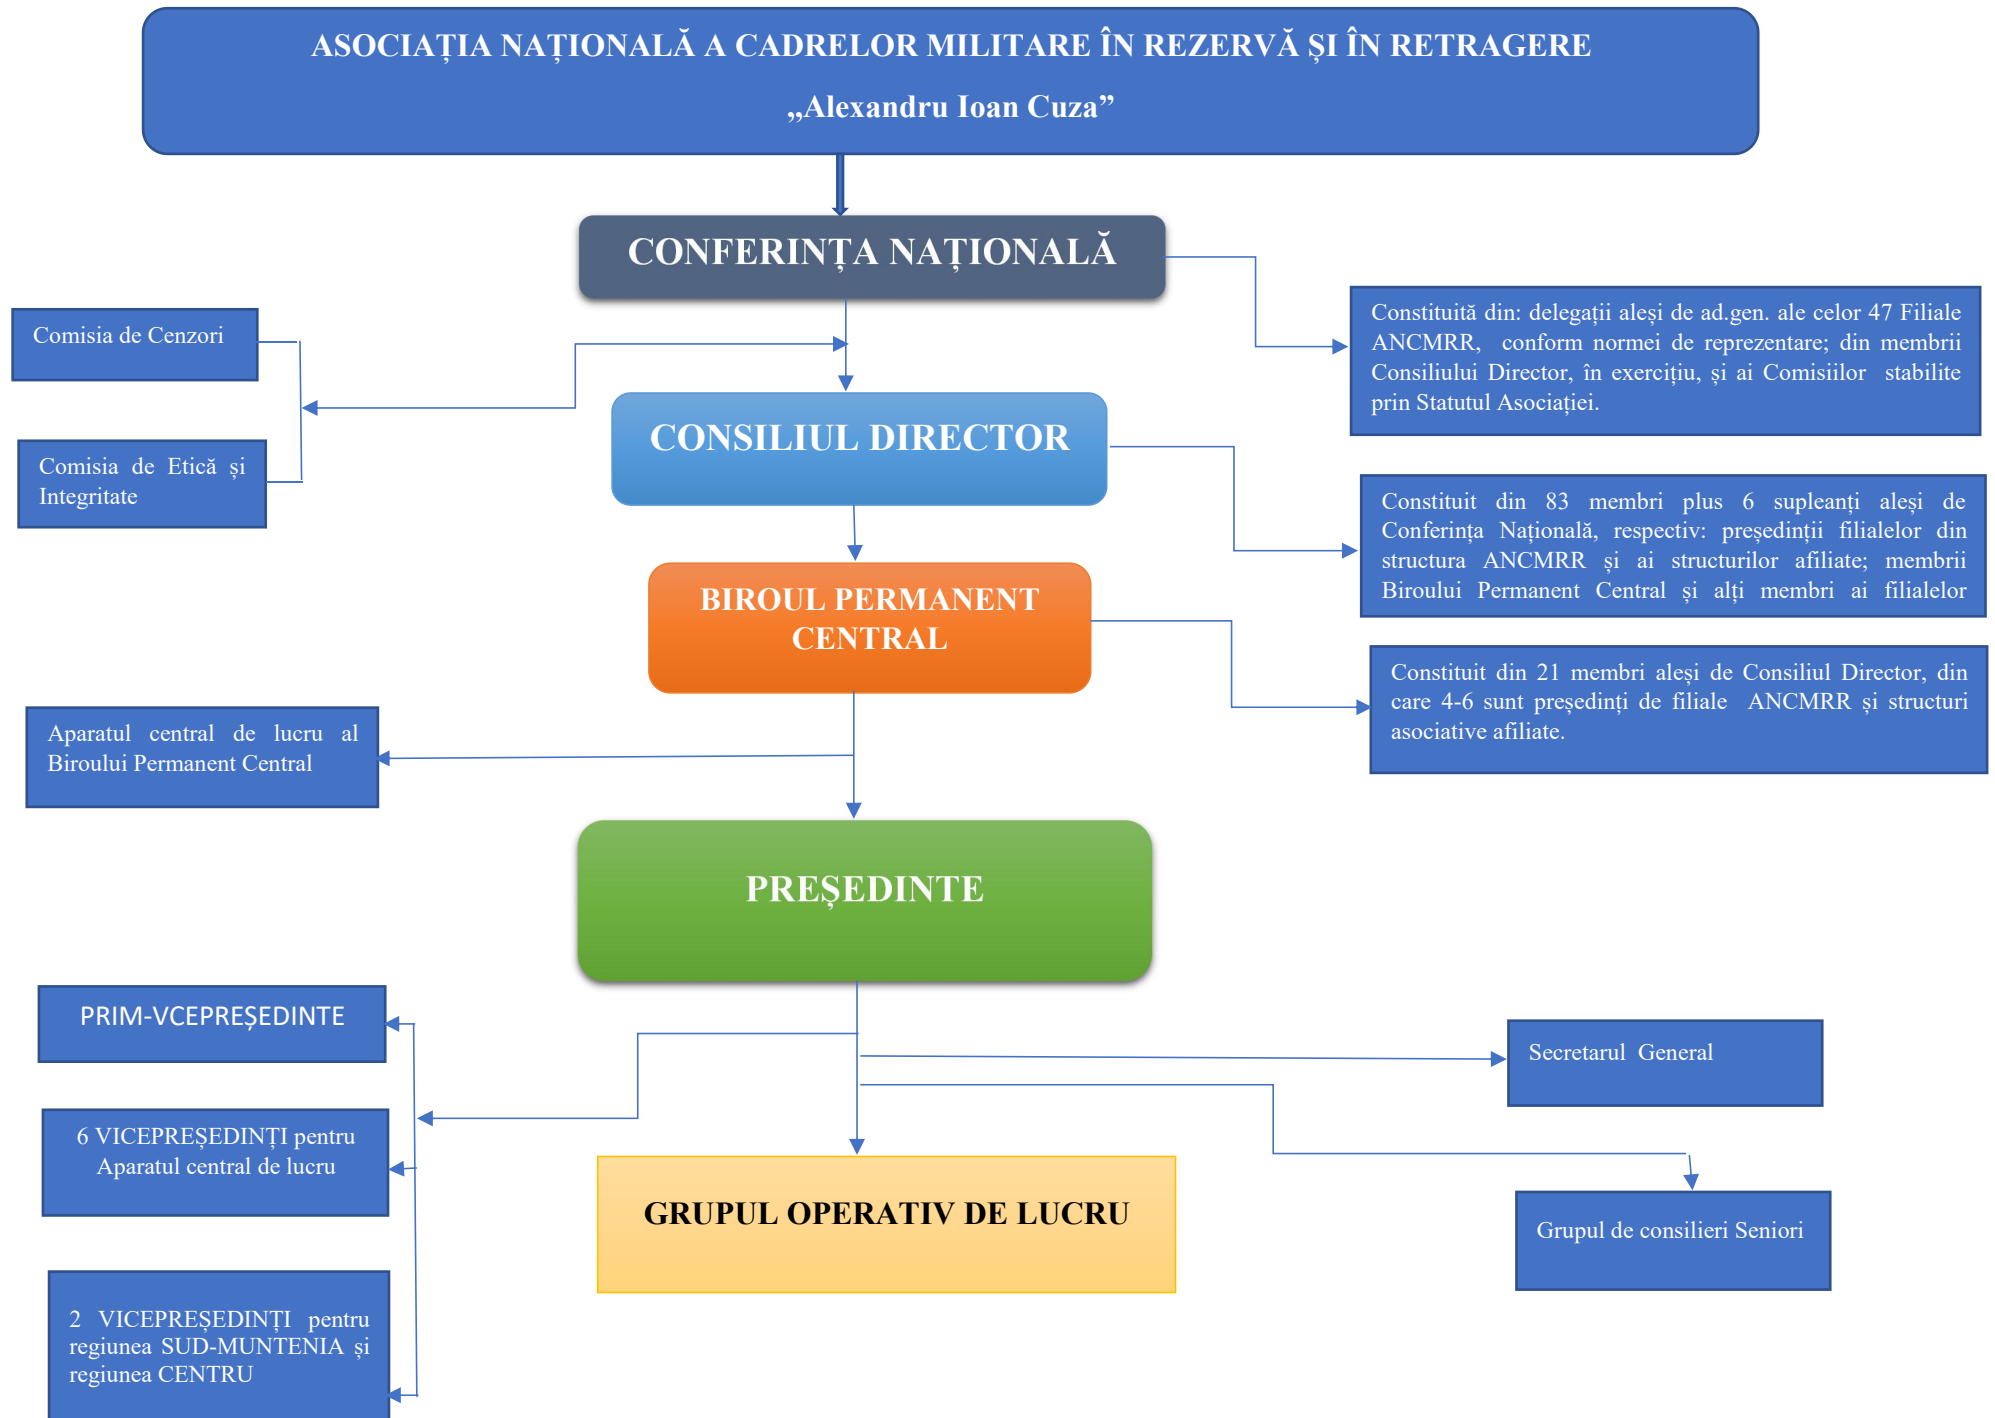 ASOCIAȚIA NAȚIONALĂ A CADRELOR MILITARE ÎN REZERVĂ ȘI ÎN RETRAGERE
„Alexandru Ioan Cuza”
CONFERINȚA NAȚIONALĂ
Comisia de Cenzori
Constituită din: delegații aleși de ad.gen. ale celor 47 Filiale
ANCMRR, conform normei de reprezentare; din membrii
Consiliului Director, în exercițiu, și ai Comisiilor stabilite
prin Statutul Asociației.
CONSILIUL DIRECTOR
Comisia de Etică și
Integritate
Constituit din 83 membri plus 6 supleanți aleși de
Conferința Națională, respectiv: președinții filialelor din
structura ANCMRR și ai structurilor afiliate; membrii
Biroului Permanent Central și alți membri ai filialelor
BIROUL PERMANENT
CENTRAL
Constituit din 21 membri aleși de Consiliul Director, din
care 4-6 sunt președinți de filiale ANCMRR și structuri
asociative afiliate.
Aparatul central de lucru al
Biroului Permanent Central
PREȘEDINTE
PRIM-VCEPREȘEDINTE
Secretarul General
6 VICEPREȘEDINȚI pentru
Aparatul central de lucru
GRUPUL OPERATIV DE LUCRU
Grupul de consilieri Seniori
2 VICEPREȘEDINȚI pentru
regiunea SUD-MUNTENIA și
regiunea CENTRU